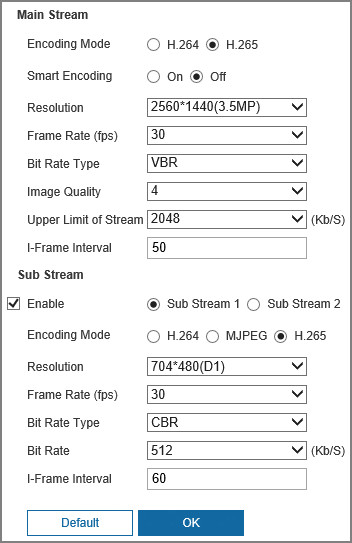 Main Stream
Encoding Mode H.264 H.265
Smart Encoding On Off
Resolution 2560*1440(3.5MP)
Frame Rate (fps) 30
Bit Rate Type VBR
Image Quality 4
Upper Limit of Stream 2048 (Kb/S)
I-Frame Interval 50
Sub Stream
Enable Sub Stream 1 Sub Stream 2
Encoding Mode H.264 MJPEG H.265
Resolution 704*480(D1)
Frame Rate (fps) 30
Bit Rate Type CBR
Bit Rate 512 (Kb/S)
I-Frame Interval 60
Default OK